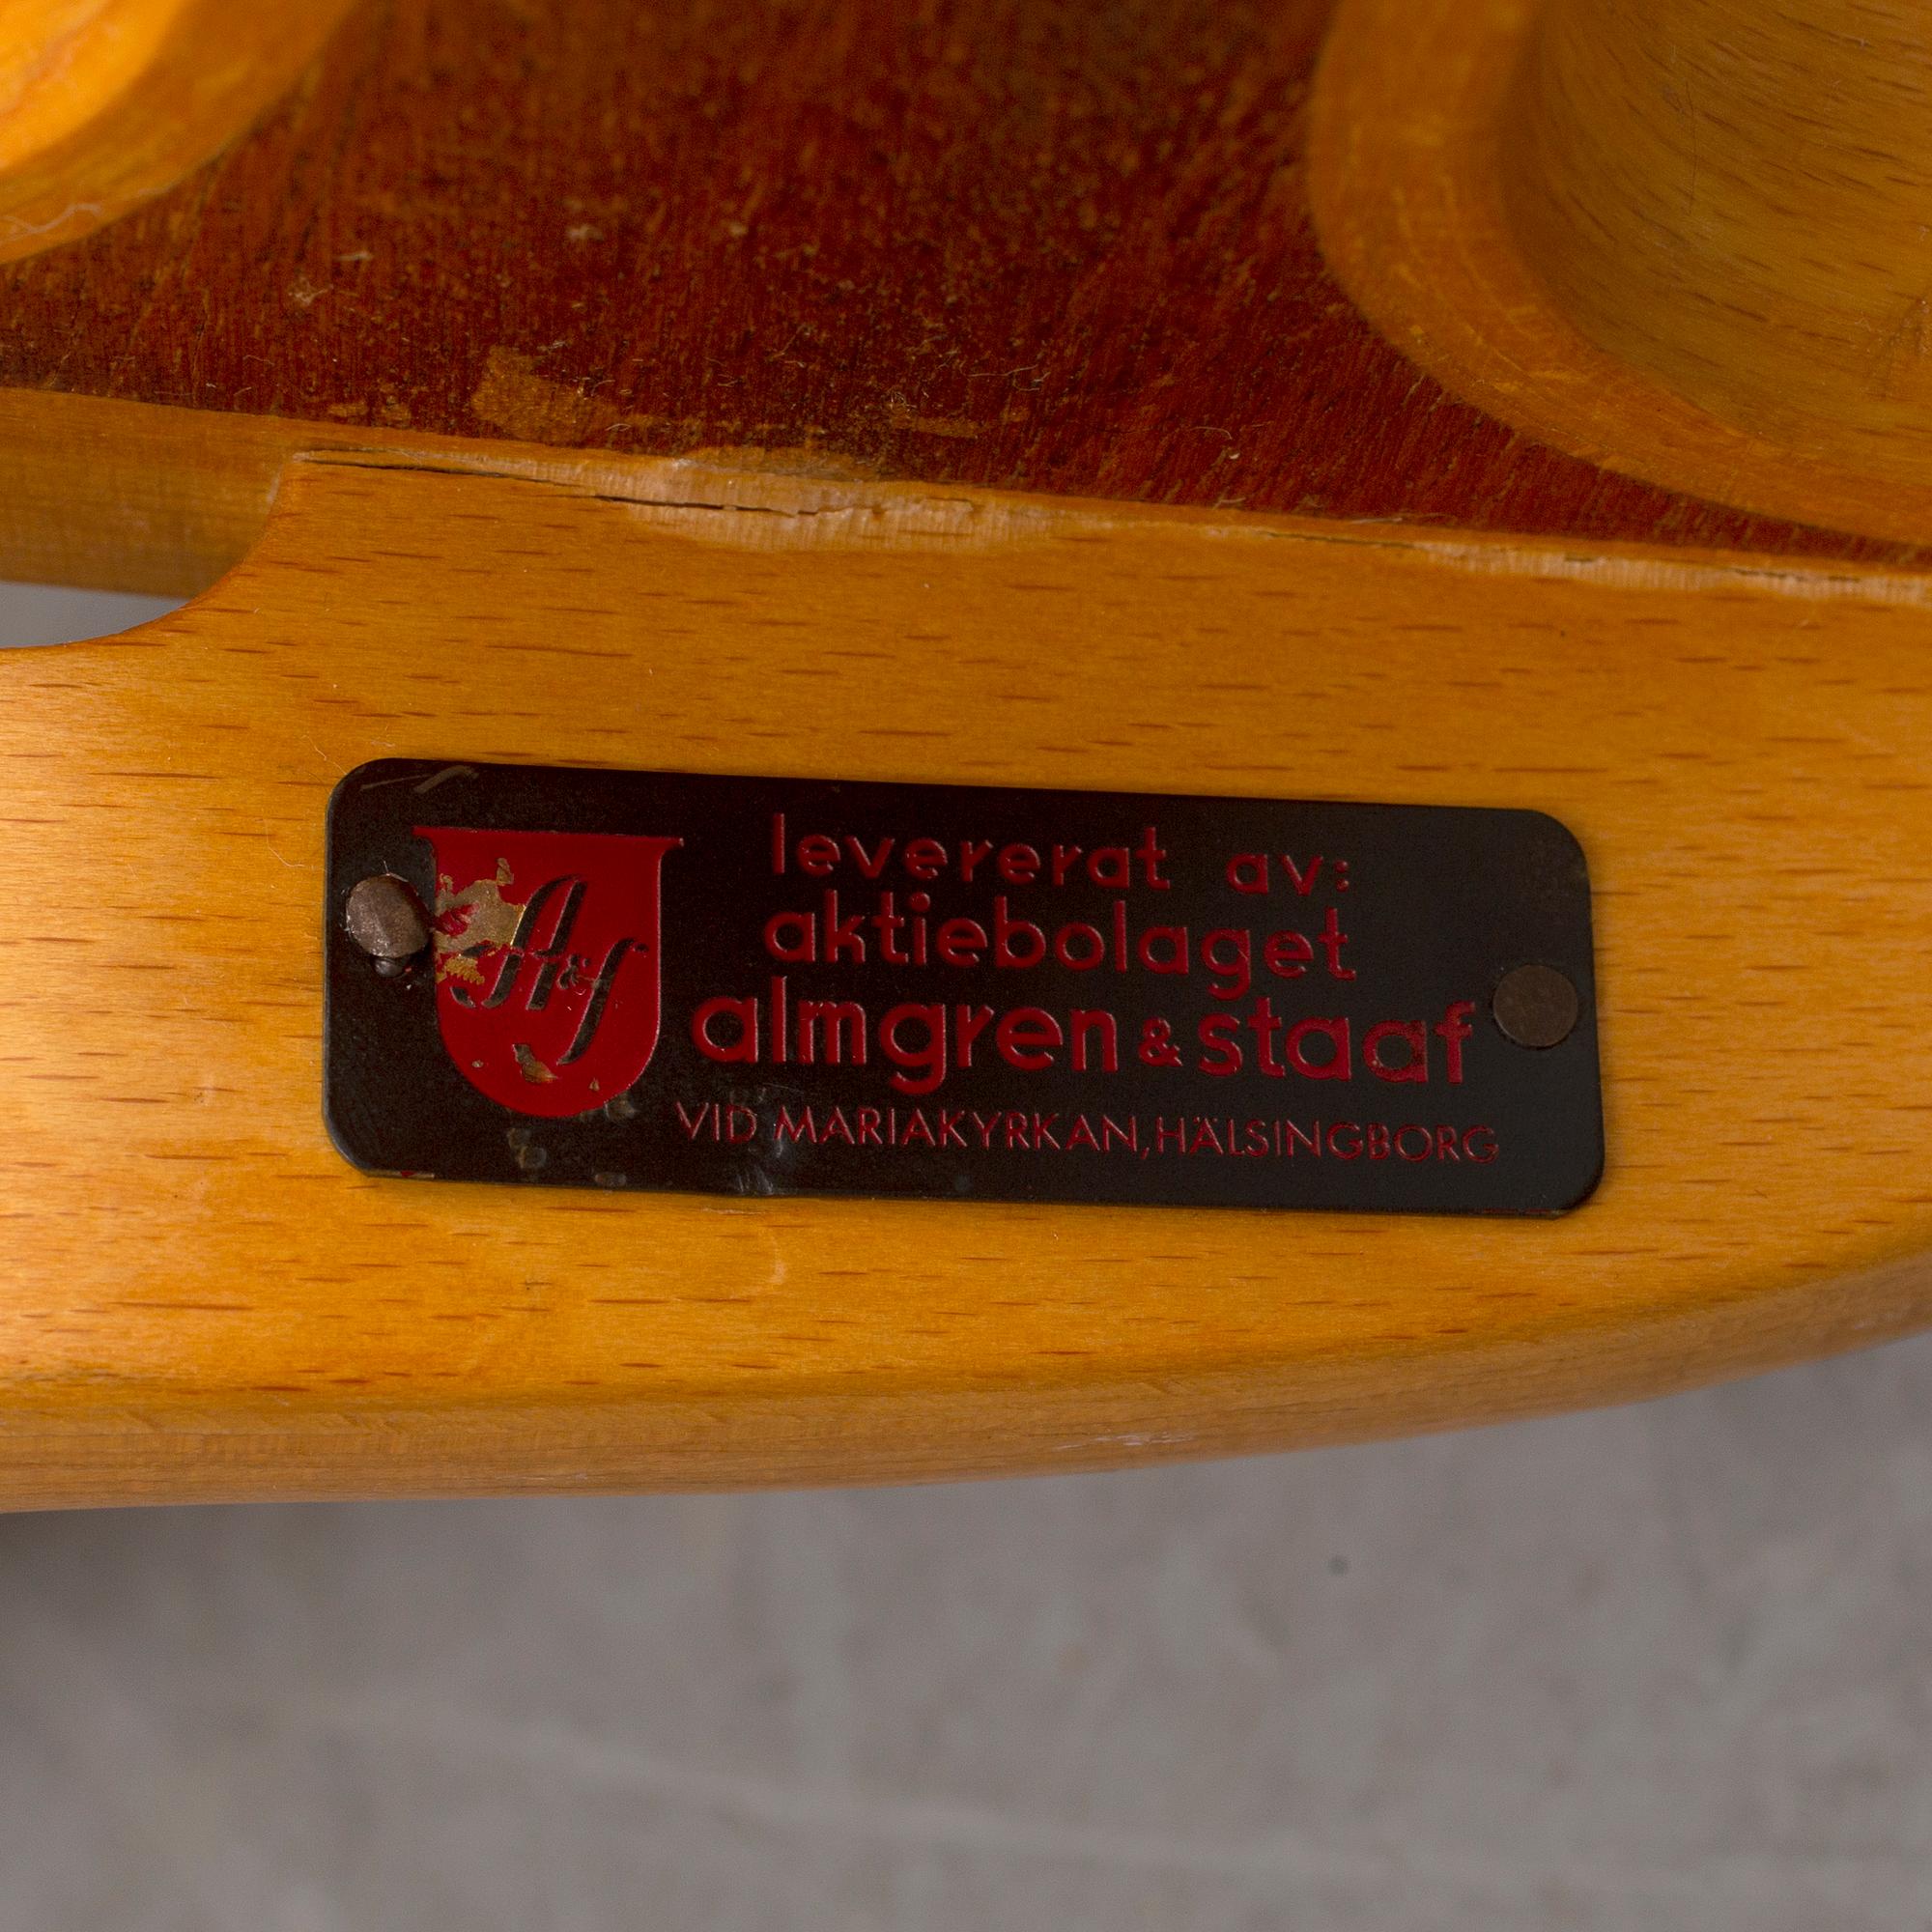 A&S
levererat av:
aktiebolaget
almgren & staaf
VID MARIAKYRKAN, HÄLSINGBORG